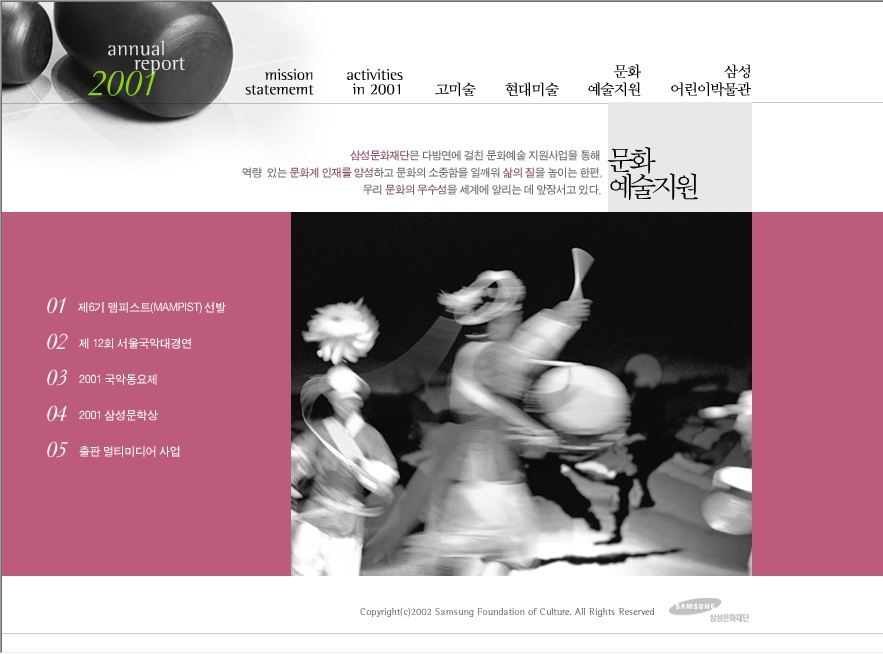 annual
report
2001
mission
statememt
activities
in 2001
고미술
현대미술
문화
예술지원
삼성
어린이박물관
삼성문화재단은 다방면에 걸친 문화예술 지원사업을 통해
역량 있는 문화계 인재를 양성하고 문화의 소중함을 일깨워 삶의 질을 높이는 한편,
우리 문화의 우수성을 세계에 알리는 데 앞장서고 있다.
문화
예술지원
01 제6기 맴피스트(MAMPIST) 선발
02 제 12회 서울국악대경연
03 2001 국악동요제
04 2001 삼성문학상
05 출판 멀티미디어 사업
Copyright(c)2002 Samsung Foundation of Culture. All Rights Reserved
SAMSUNG
삼성문화재단